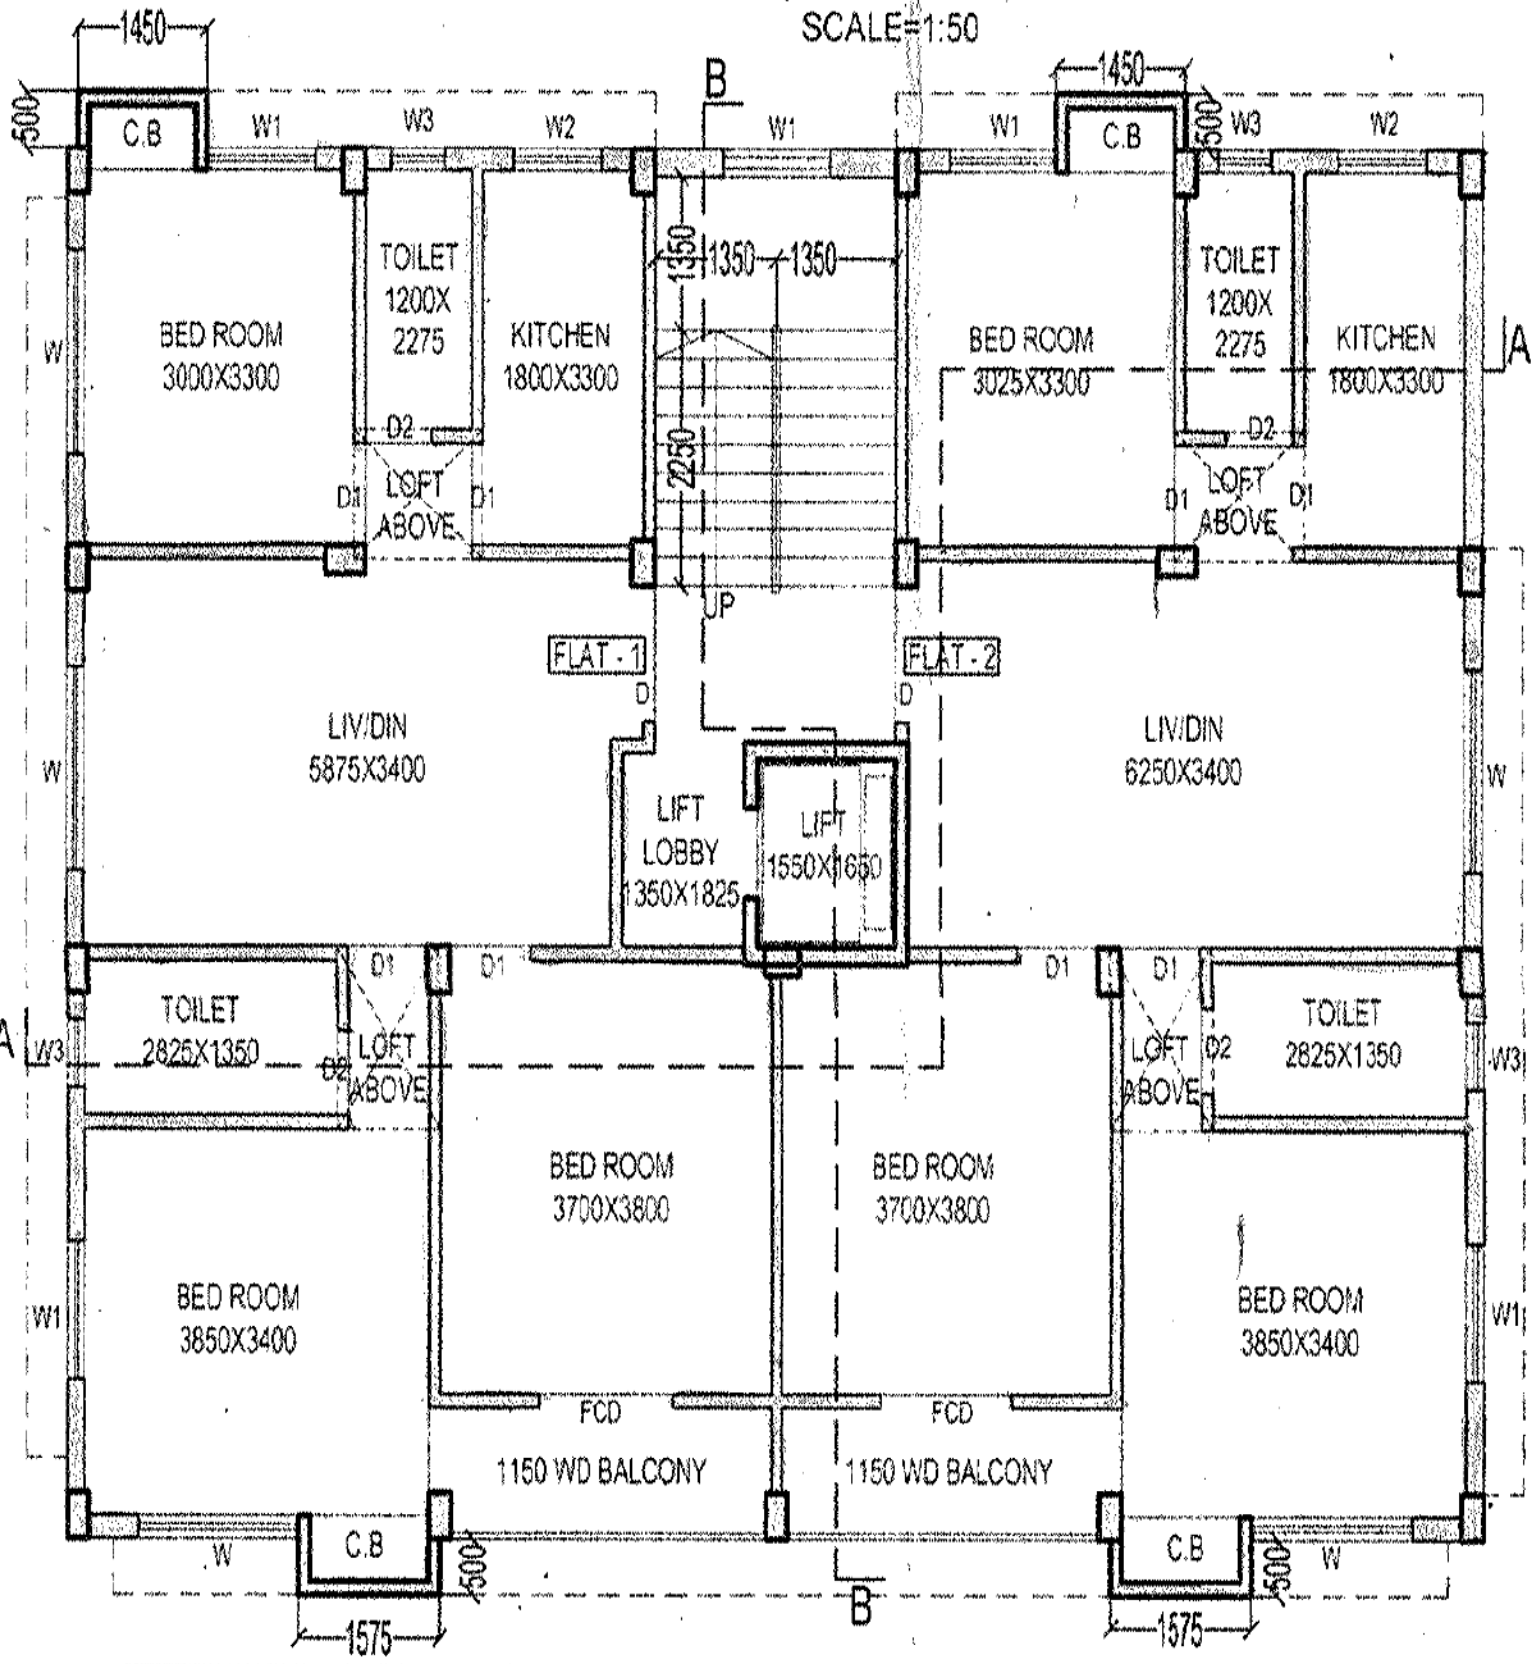 SCALE=1:50
1450
B
1450
500
C.B
W1
W3
W2
W1
W1
C.B
500
W3
W2
1350
1350
1350
TOILET
1200X
2275
TOILET
1200X
2275
A
W
BED ROOM
3000X3300
KITCHEN
1800X3300
BED ROOM
3025X3300
KITCHEN
1800X3300
D2
D2
2250
D1
LOFT
ABOVE
D1
D1
LOFT
ABOVE
D1
UP
FLAT - 1
FLAT - 2
D
D
LIV/DIN
5875X3400
LIV/DIN
6250X3400
W
W
LIFT
LOBBY
1350X1825
LIFT
1550X1650
D1
D1
D1
D1
TOILET
2825X1350
TOILET
2825X1350
A
W3
D2
LOFT
ABOVE
LOFT
ABOVE
D2
W3
BED ROOM
3700X3800
BED ROOM
3700X3800
BED ROOM
3850X3400
BED ROOM
3850X3400
W1
W1
FCD
FCD
1150 WD BALCONY
1150 WD BALCONY
W
C.B
500
C.B
500
W
B
1575
1575